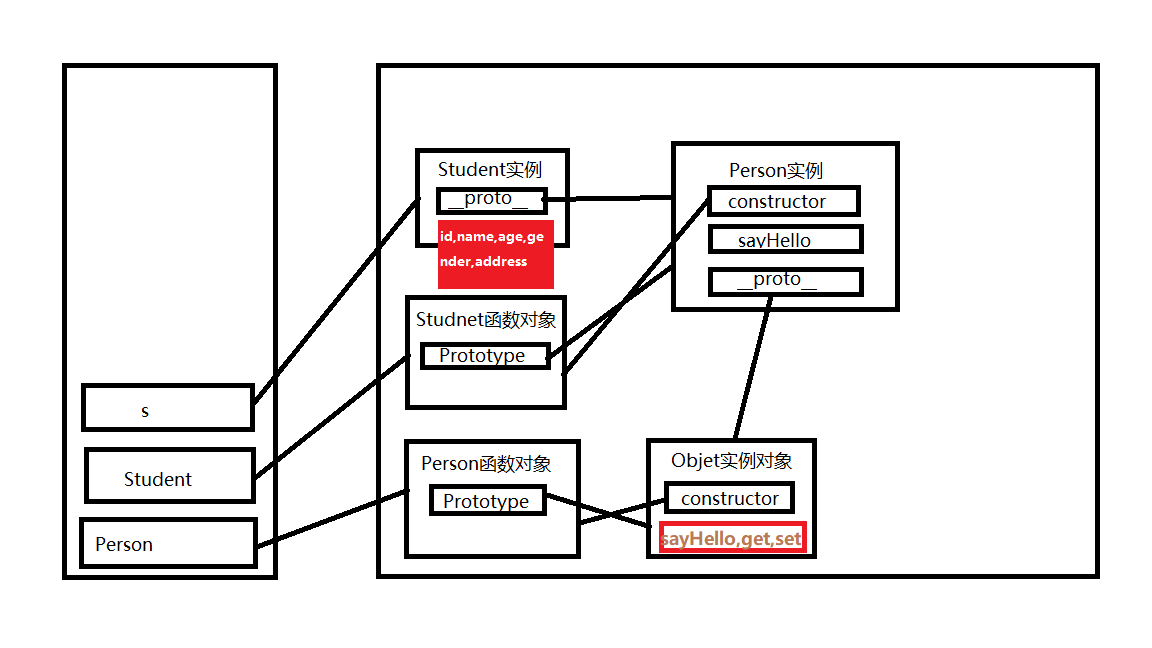 Student实例
__proto__
id,name,age,ge
nder,address
Person实例
constructor
sayHello
__proto__
Studnet函数对象
Prototype
s
Student
Person
Person函数对象
Prototype
Objet实例对象
constructor
sayHello,get,set